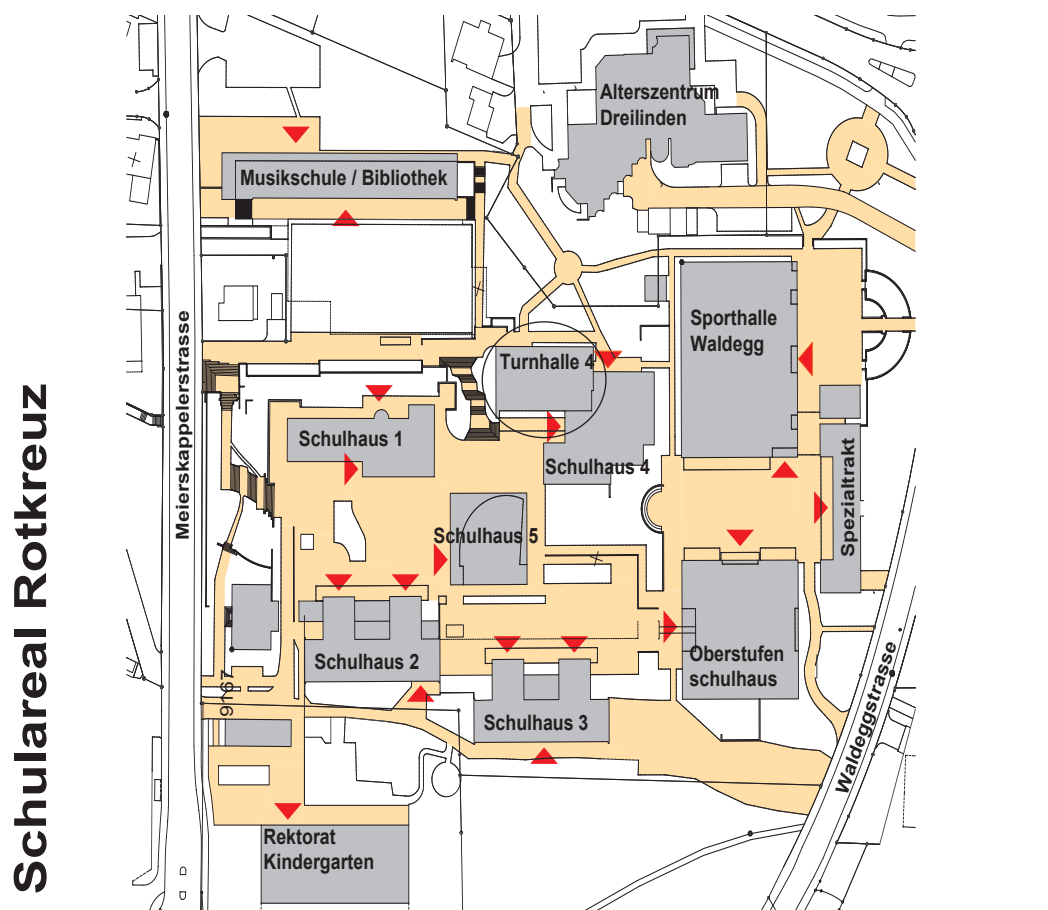 Schulareal Rotkreuz
Alterszentrum
Dreilinden
Musikschule / Bibliothek
Meierskappelerstrasse
Sporthalle
Waldegg
Turnhalle 4
Schulhaus 1
Schulhaus 4
Spezialtrakt
Schulhaus 5
Schulhaus 2
Oberstufen
schulhaus
9167
Schulhaus 3
Waldeggstrasse
Rektorat
Kindergarten